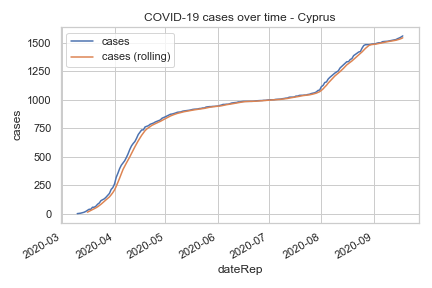 COVID-19 cases over time - Cyprus
cases
cases (rolling)
1500
1250
1000
750
500
250
0
cases
2020-03
2020-04
2020-05
2020-06
2020-07
2020-08
2020-09
dateRep